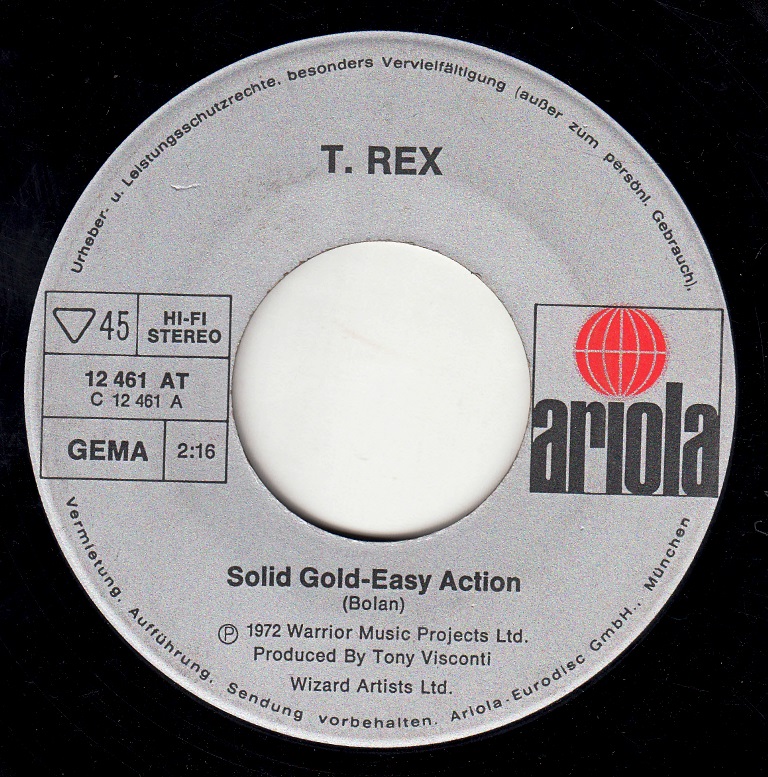 Urheber- u. Leistungsschutzrechte. besonders Vervielfältigung (außer zum persönl. Gebrauch),
T. REX
45
HI-FI
STEREO
12 461 AT
C 12 461 A
GEMA
2:16
ariola
Solid Gold-Easy Action
(Bolan)
Ⓟ 1972 Warrior Music Projects Ltd.
Produced By Tony Visconti
Wizard Artists Ltd.
Vermietung. Aufführung. Sendung vorbehalten. Ariola-Eurodisc GmbH.. München